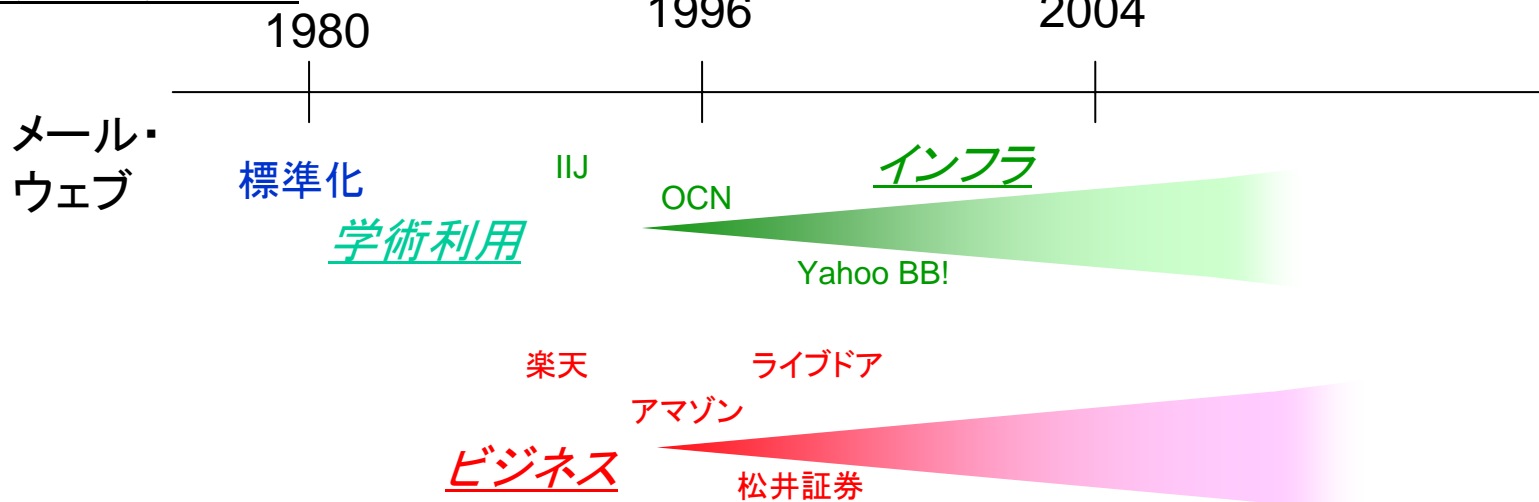 1980
1996
2004
メール・
ウェブ
標準化
IIJ
インフラ
OCN
学術利用
Yahoo BB!
楽天
ライブドア
アマゾン
ビジネス
松井証券